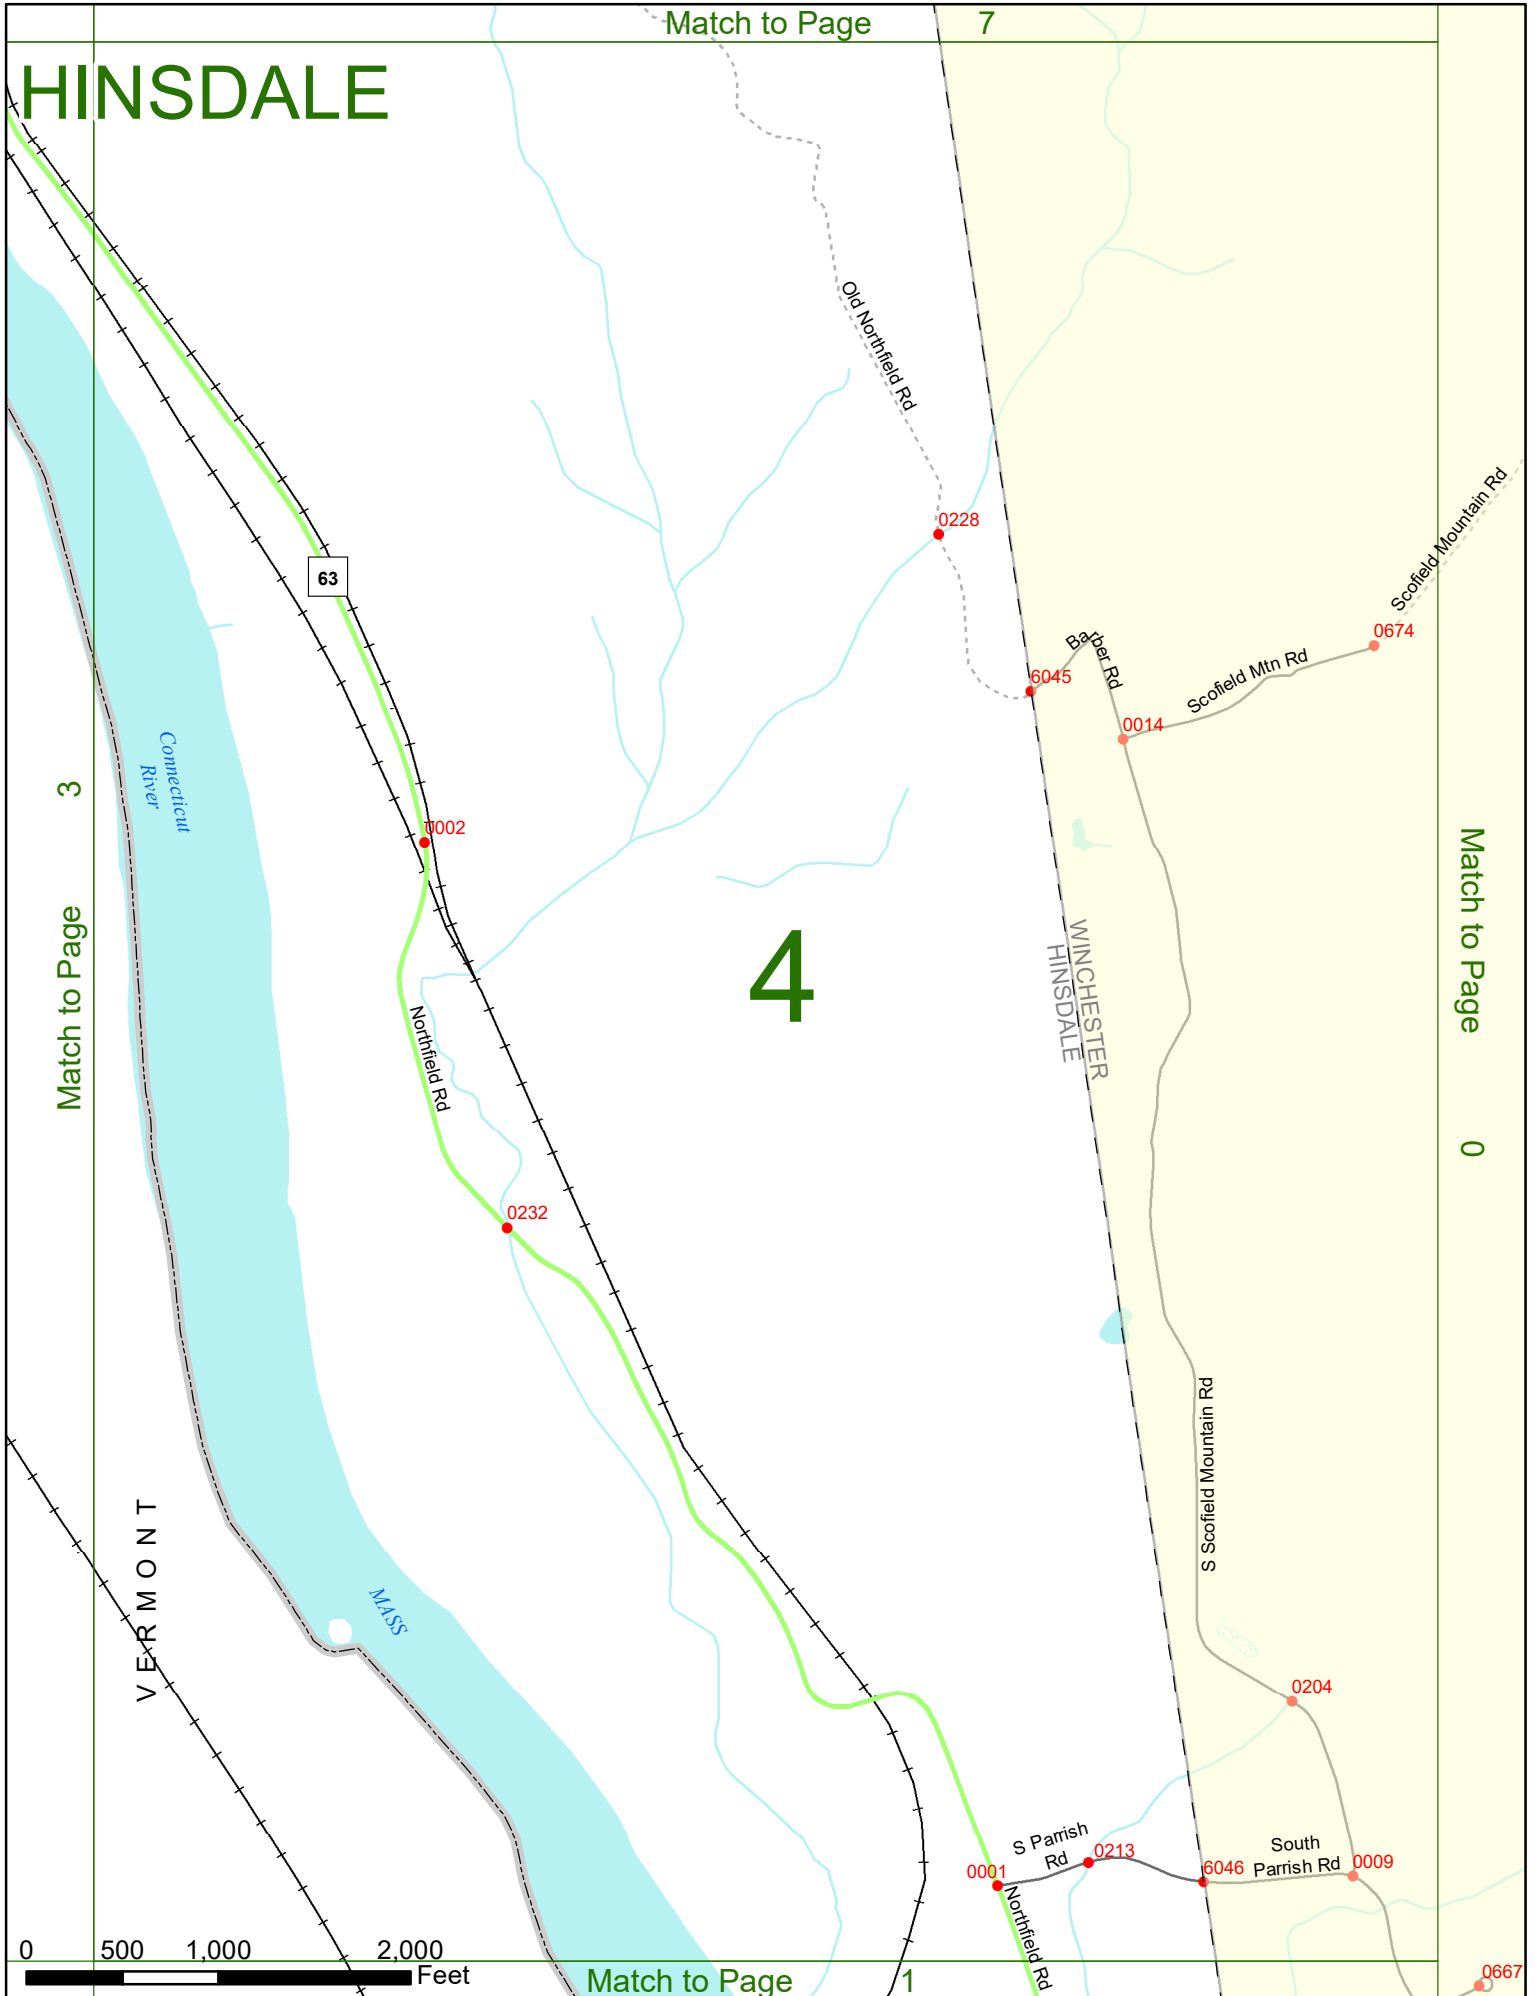 Match to Page 7
HINSDALE
Old Northfield Rd
0228
63
Scofield Mountain Rd
0674
Barber Rd
6045
Scofield Mtn Rd
0014
Connecticut
River
0002
Match to Page 3
4
Match to Page 0
WINCHESTER
HINSDALE
Northfield Rd
0232
S Scofield Mountain Rd
VERMONT
MASS
0204
S Parrish
Rd
0213
0001
6046
South
Parrish Rd
0009
Northfield Rd
0 500 1,000 2,000
Feet
Match to Page 1
0667